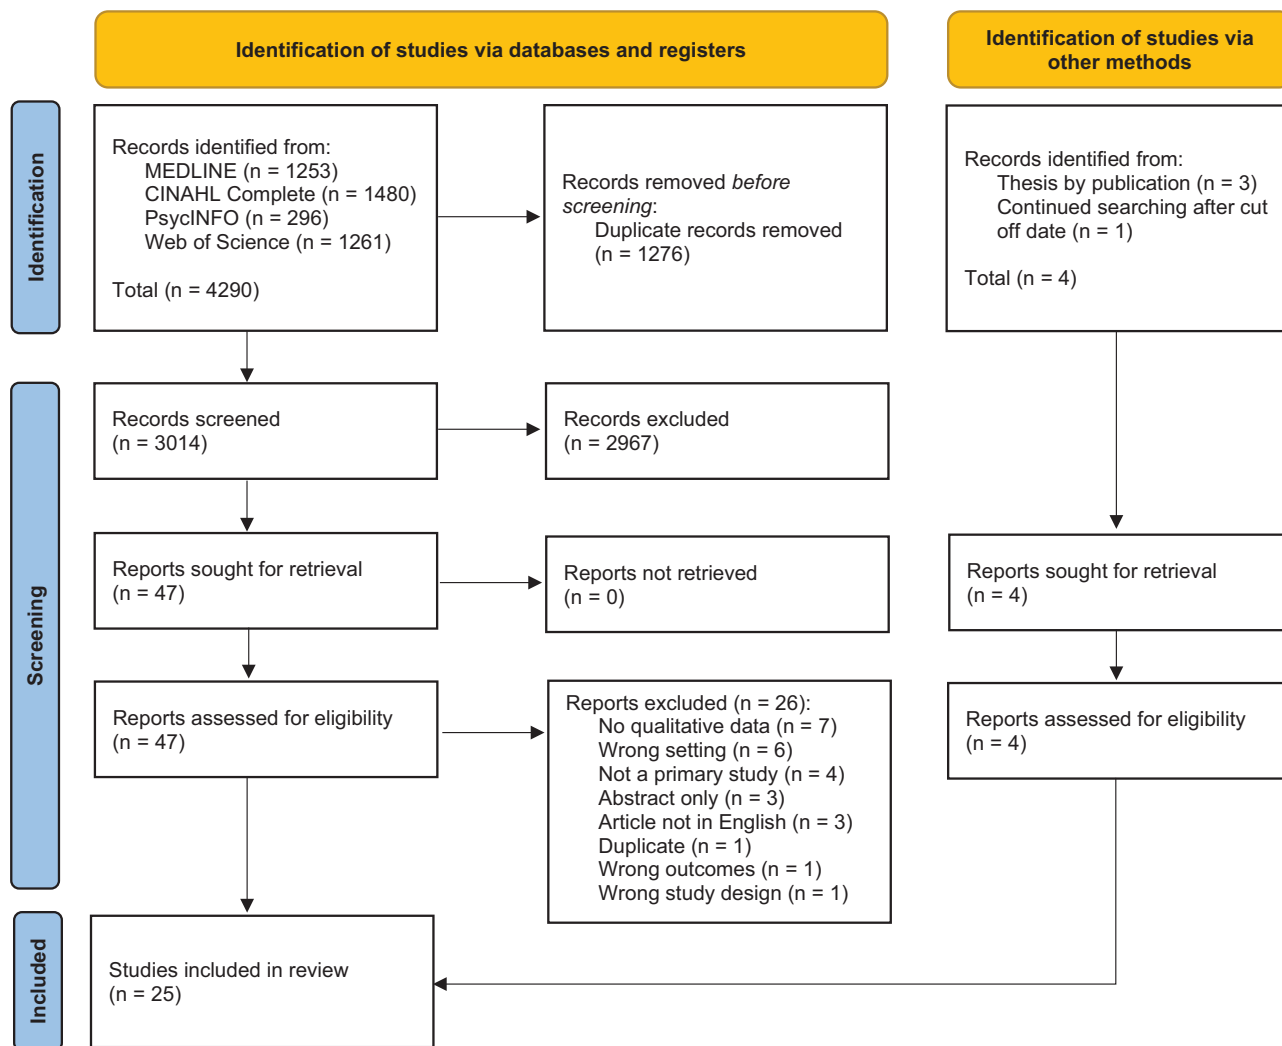 Identification of studies via databases and registers
Identification of studies via
other methods
Identification
Records identified from:
MEDLINE (n = 1253)
CINAHL Complete (n = 1480)
PsycINFO (n = 296)
Web of Science (n = 1261)
Total (n = 4290)
Records removed before
screening:
Duplicate records removed
(n = 1276)
Records identified from:
Thesis by publication (n = 3)
Continued searching after cut
off date (n = 1)
Total (n = 4)
Screening
Records screened
(n = 3014)
Records excluded
(n = 2967)
Reports sought for retrieval
(n = 47)
Reports not retrieved
(n = 0)
Reports sought for retrieval
(n = 4)
Reports assessed for eligibility
(n = 47)
Reports excluded (n = 26):
No qualitative data (n = 7)
Wrong setting (n = 6)
Not a primary study (n = 4)
Abstract only (n = 3)
Article not in English (n = 3)
Duplicate (n = 1)
Wrong outcomes (n = 1)
Wrong study design (n = 1)
Reports assessed for eligibility
(n = 4)
Included
Studies included in review
(n = 25)